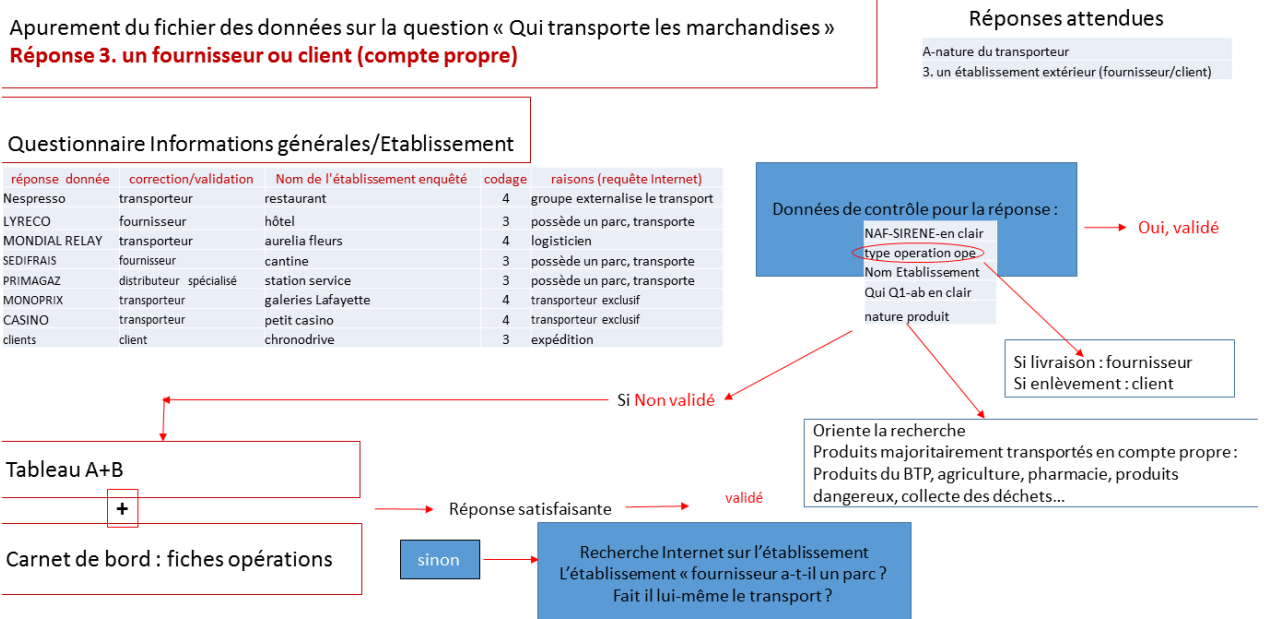 Apurement du fichier des données sur la question « Qui transporte les marchandises »
Réponse 3. un fournisseur ou client (compte propre)
Réponses attendues
A-nature du transporteur
3. un établissement extérieur (fournisseur/client)
Questionnaire Informations générales/Etablissement
réponse donnée correction/validation Nom de l'établissement enquêté codage raisons (requête Internet)
Nespresso transporteur restaurant 4 groupe externalise le transport
LYRECO fournisseur hôtel 3 possède un parc, transporte
MONDIAL RELAY transporteur aurelia fleurs 4 logisticien
SEDIFRAIS fournisseur cantine 3 possède un parc, transporte
PRIMAGAZ distributeur spécialisé station service 3 possède un parc, transporte
MONOPRIX transporteur galeries Lafayette 4 transporteur exclusif
CASINO transporteur petit casino 4 transporteur exclusif
clients client chronodrive 3 expédition
Données de contrôle pour la réponse :
NAF-SIRENE-en clair
type operation ope
Nom Etablissement
Qui Q1-ab en clair
nature produit
Oui, validé
Si livraison : fournisseur
Si enlèvement : client
Si Non validé
Oriente la recherche
Produits majoritairement transportés en compte propre :
Produits du BTP, agriculture, pharmacie, produits
dangereux, collecte des déchets...
Tableau A+B
+
Carnet de bord : fiches opérations
Réponse satisfaisante
validé
sinon
Recherche Internet sur l'établissement
L'établissement « fournisseur a-t-il un parc ?
Fait il lui-même le transport ?